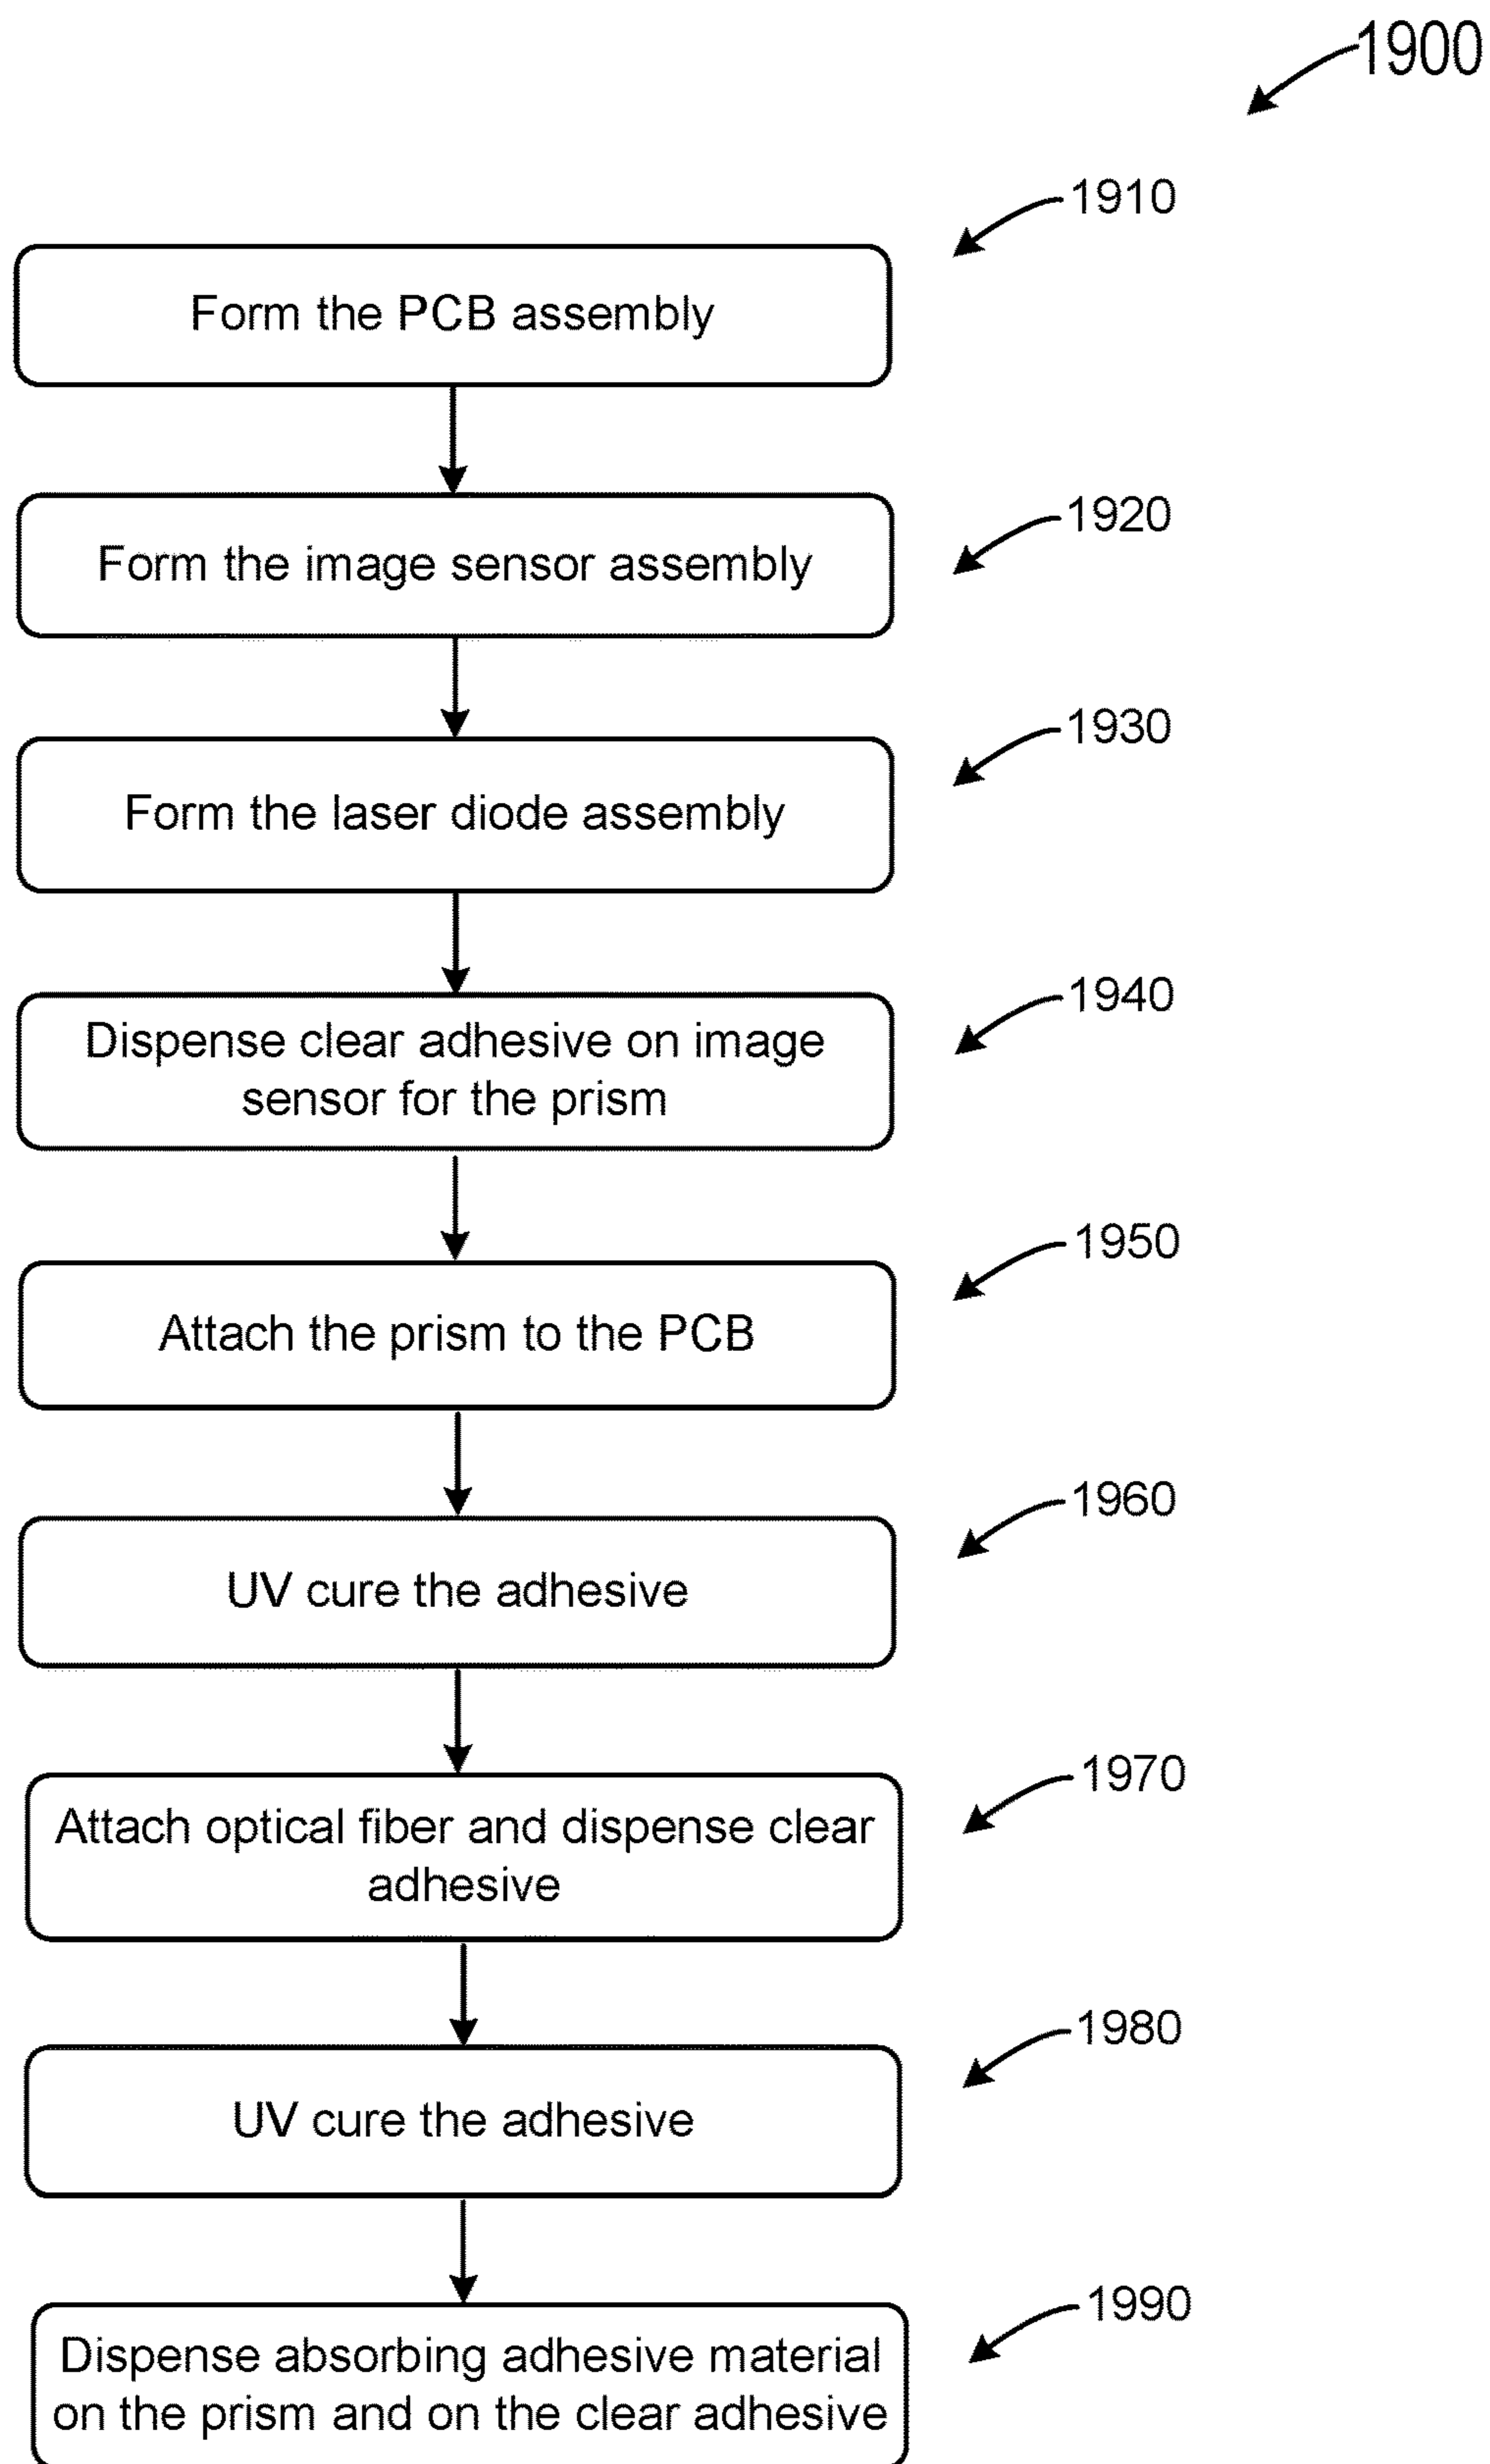 1900
1910
Form the PCB assembly
1920
Form the image sensor assembly
1930
Form the laser diode assembly
1940
Dispense clear adhesive on image
sensor for the prism
1950
Attach the prism to the PCB
1960
UV cure the adhesive
1970
Attach optical fiber and dispense clear
adhesive
1980
UV cure the adhesive
1990
Dispense absorbing adhesive material
on the prism and on the clear adhesive